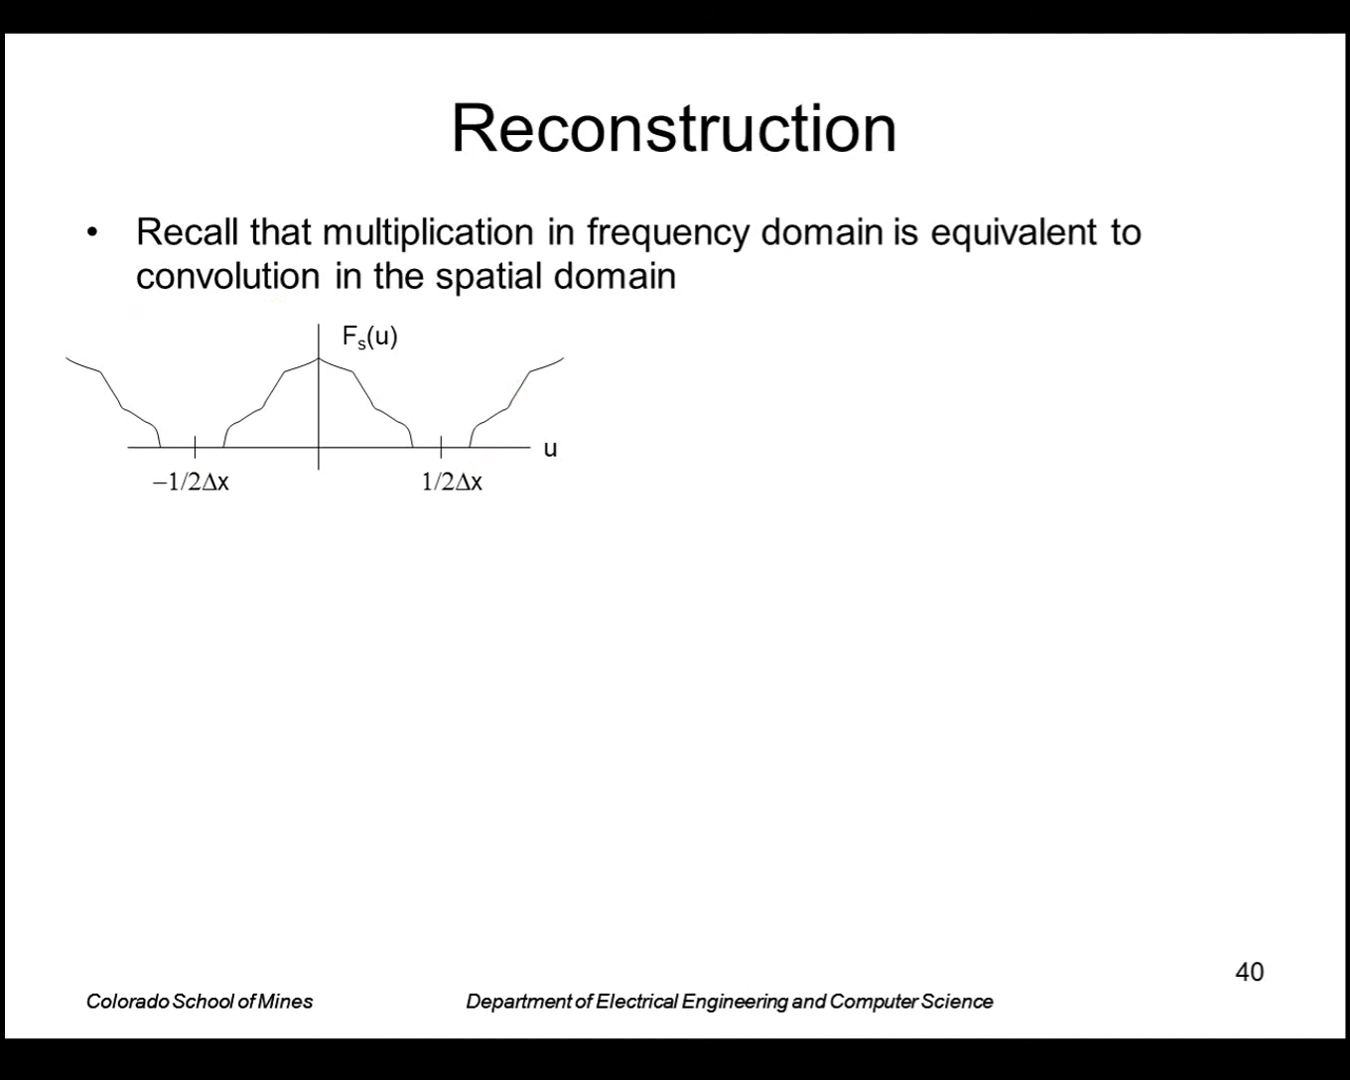 Reconstruction
• Recall that multiplication in frequency domain is equivalent to
convolution in the spatial domain
Fs(u)
u
−1/2Δx
1/2Δx
40
Colorado School of Mines
Department of Electrical Engineering and Computer Science